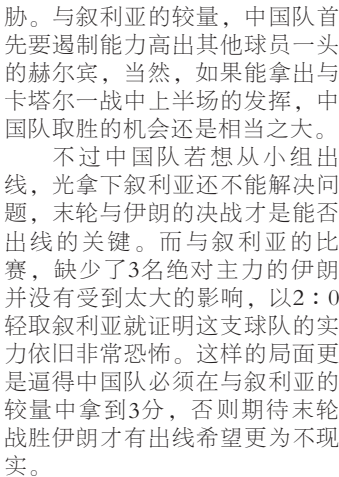 胁。与叙利亚的较量，中国队首
先要遏制能力高出其他球员一头
的赫尔宾，当然，如果能拿出与
卡塔尔一战中上半场的发挥，中
国队取胜的机会还是相当之大。
不过中国队若想从小组出
线，光拿下叙利亚还不能解决问
题，末轮与伊朗的决战才是能否
出线的关键。而与叙利亚的比
赛，缺少了3名绝对主力的伊朗
并没有受到太大的影响，以2：0
轻取叙利亚就证明这支球队的实
力依旧非常恐怖。这样的局面更
是逼得中国队必须在与叙利亚的
较量中拿到3分，否则期待末轮
战胜伊朗才有出线希望更为不现
实。